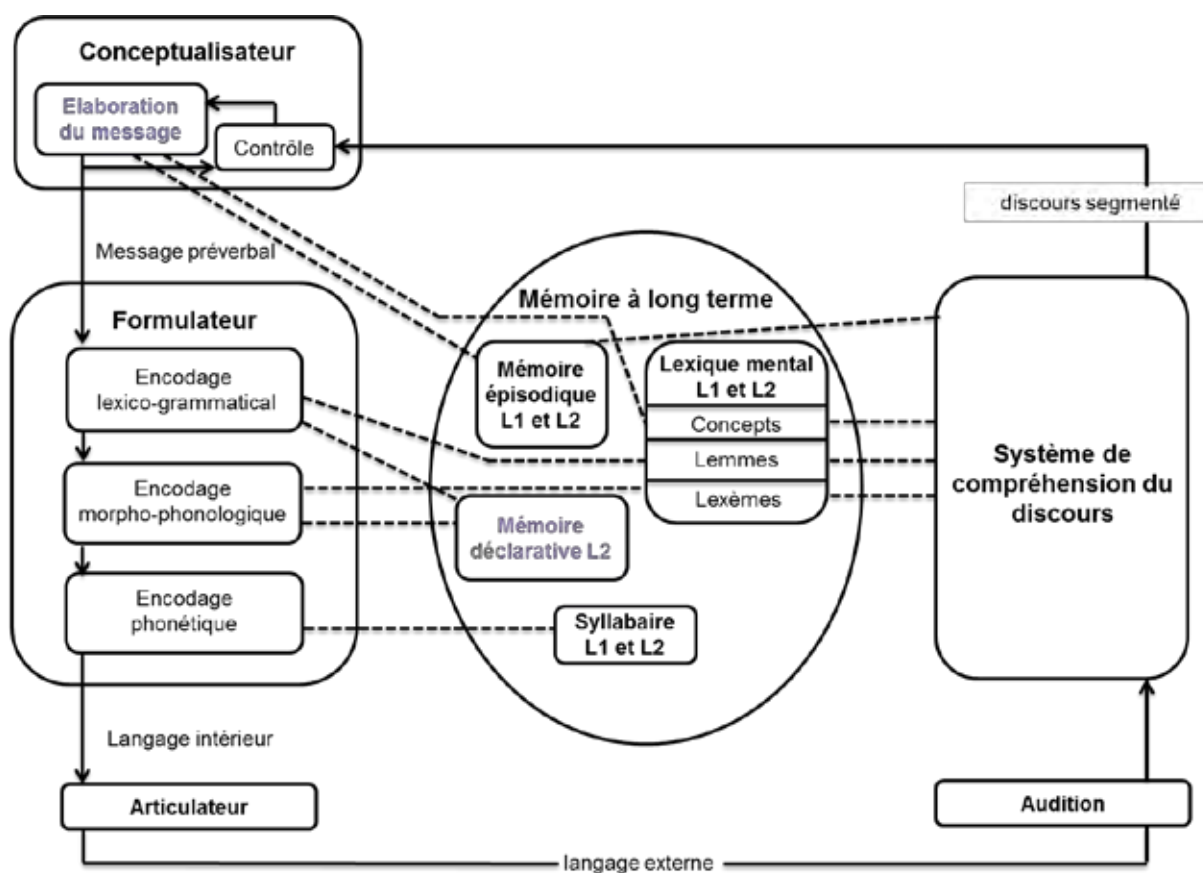 Conceptualisateur
Elaboration
du message
Contrôle
Message préverbal
Formulateur
Encodage
lexico-grammatical
Encodage
morpho-phonologique
Encodage
phonétique
Langage intérieur
Articulateur
Mémoire à long terme
Mémoire
épisodique
L1 et L2
Lexique mental
L1 et L2
Concepts
Lemmes
Lexèmes
Mémoire
déclarative L2
Syllabaire
L1 et L2
discours segmenté
Système de
compréhension du
discours
Audition
langage externe